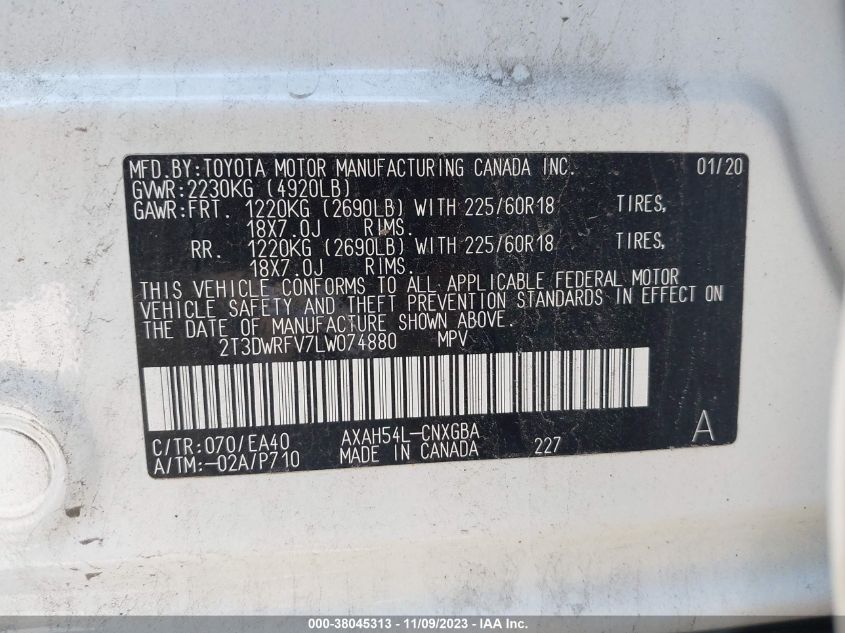 MFD.BY:TOYOTA MOTOR MANUFACTURING CANADA INC. 01/20
GVWR:2230KG (4920LB)
GAWR:FRT. 1220KG (2690LB) WITH 225/60R18 TIRES,
18X7.0J RIMS.
RR. 1220KG (2690LB) WITH 225/60R18 TIRES,
18X7.0J RIMS.
THIS VEHICLE CONFORMS TO ALL APPLICABLE FEDERAL MOTOR
VEHICLE SAFETY AND THEFT PREVENTION STANDARDS IN EFFECT ON
THE DATE OF MANUFACTURE SHOWN ABOVE.
2T3DWRFV7LW074880 MPV
C/TR:070/EA40 AXAH54L-CNXGBA
A/TM:-02A/P710 MADE IN CANADA 227 A
000-38045313 - 11/09/2023 - IAA Inc.